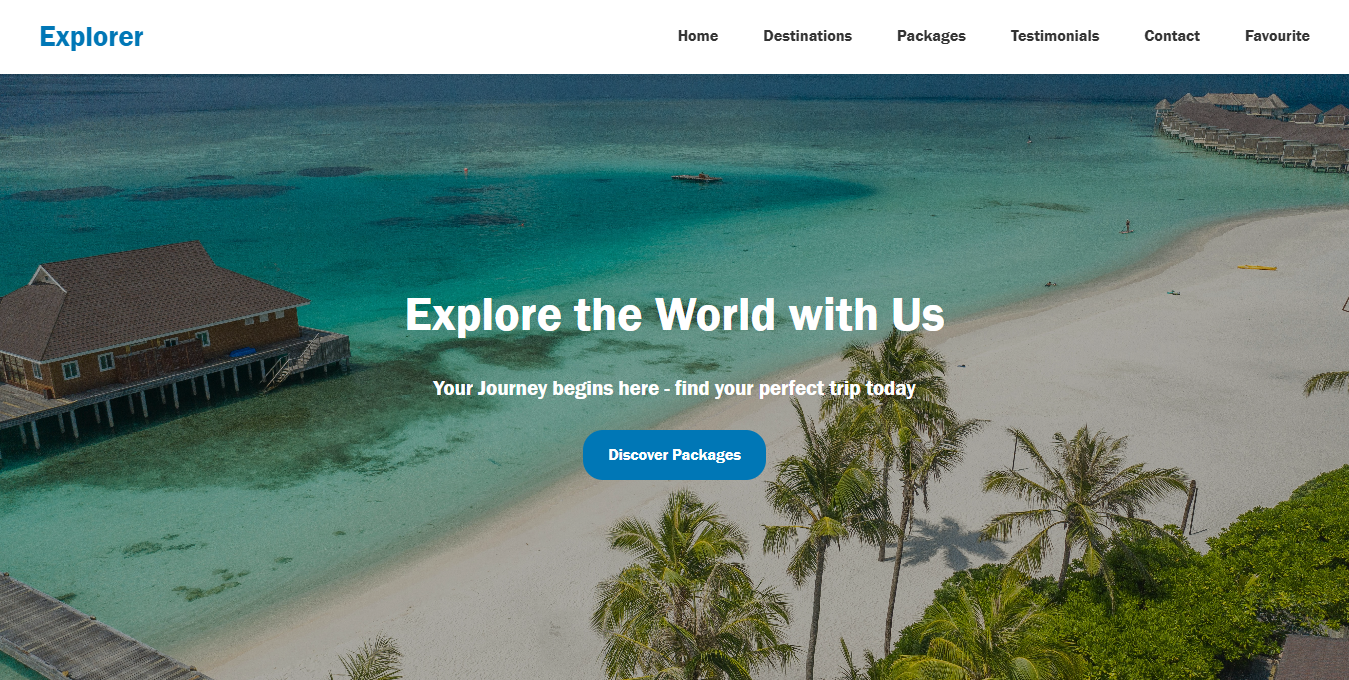 Explorer
Home Destinations Packages Testimonials Contact Favourite
Explore the World with Us
Your Journey begins here - find your perfect trip today
Discover Packages